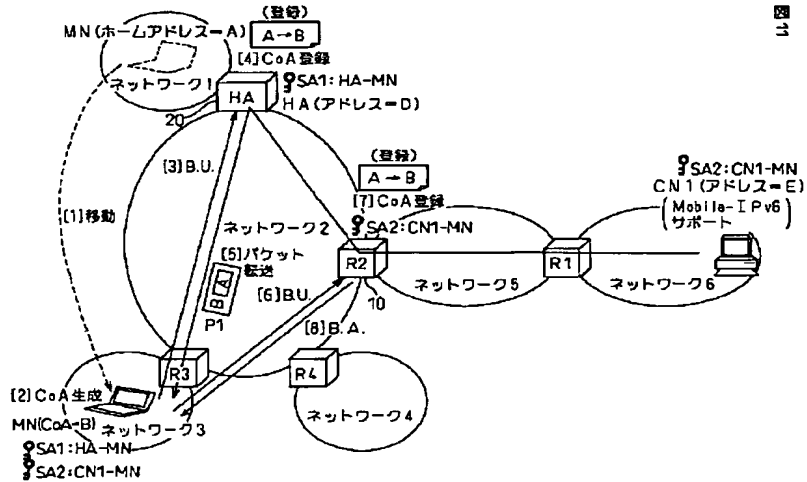 図11
(登録)
MN(ホームアドレス=A)
A→B
[4]CoA登録
ネットワーク1
SA1:HA-MN
HA
HA(アドレス=D)
20
(登録)
A→B
[3]B.U.
SA2:CN1-MN
CN1(アドレス=E)
(Mobile-IPv6
サポート)
[7]CoA登録
[1]移動
ネットワーク2
SA2:CN1-MN
[5]パケット
転送
R2
R1
B A
[6]B.U.
10
ネットワーク5
ネットワーク6
P1
[8]B.A.
R3
R4
[2]CoA生成
ネットワーク4
MN(CoA=B)
ネットワーク3
SA1:HA-MN
SA2:CN1-MN